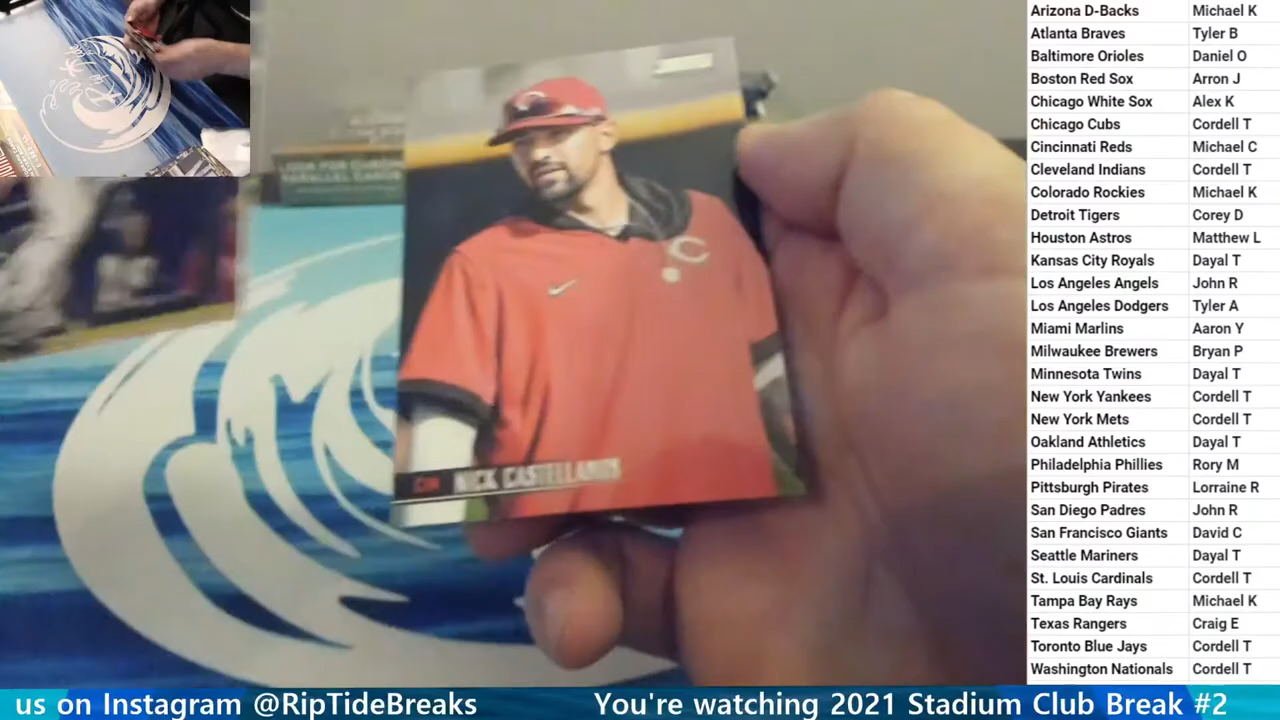 LOOK FOR CHROME
PARALLEL CARDS
C
CIN NICK CASTELLANOS
Arizona D-Backs Michael K
Atlanta Braves Tyler B
Baltimore Orioles Daniel O
Boston Red Sox Arron J
Chicago White Sox Alex K
Chicago Cubs Cordell T
Cincinnati Reds Michael C
Cleveland Indians Cordell T
Colorado Rockies Michael K
Detroit Tigers Corey D
Houston Astros Matthew L
Kansas City Royals Dayal T
Los Angeles Angels John R
Los Angeles Dodgers Tyler A
Miami Marlins Aaron Y
Milwaukee Brewers Bryan P
Minnesota Twins Dayal T
New York Yankees Cordell T
New York Mets Cordell T
Oakland Athletics Dayal T
Philadelphia Phillies Rory M
Pittsburgh Pirates Lorraine R
San Diego Padres John R
San Francisco Giants David C
Seattle Mariners Dayal T
St. Louis Cardinals Cordell T
Tampa Bay Rays Michael K
Texas Rangers Craig E
Toronto Blue Jays Cordell T
Washington Nationals Cordell T
us on Instagram @RipTideBreaks You're watching 2021 Stadium Club Break #2